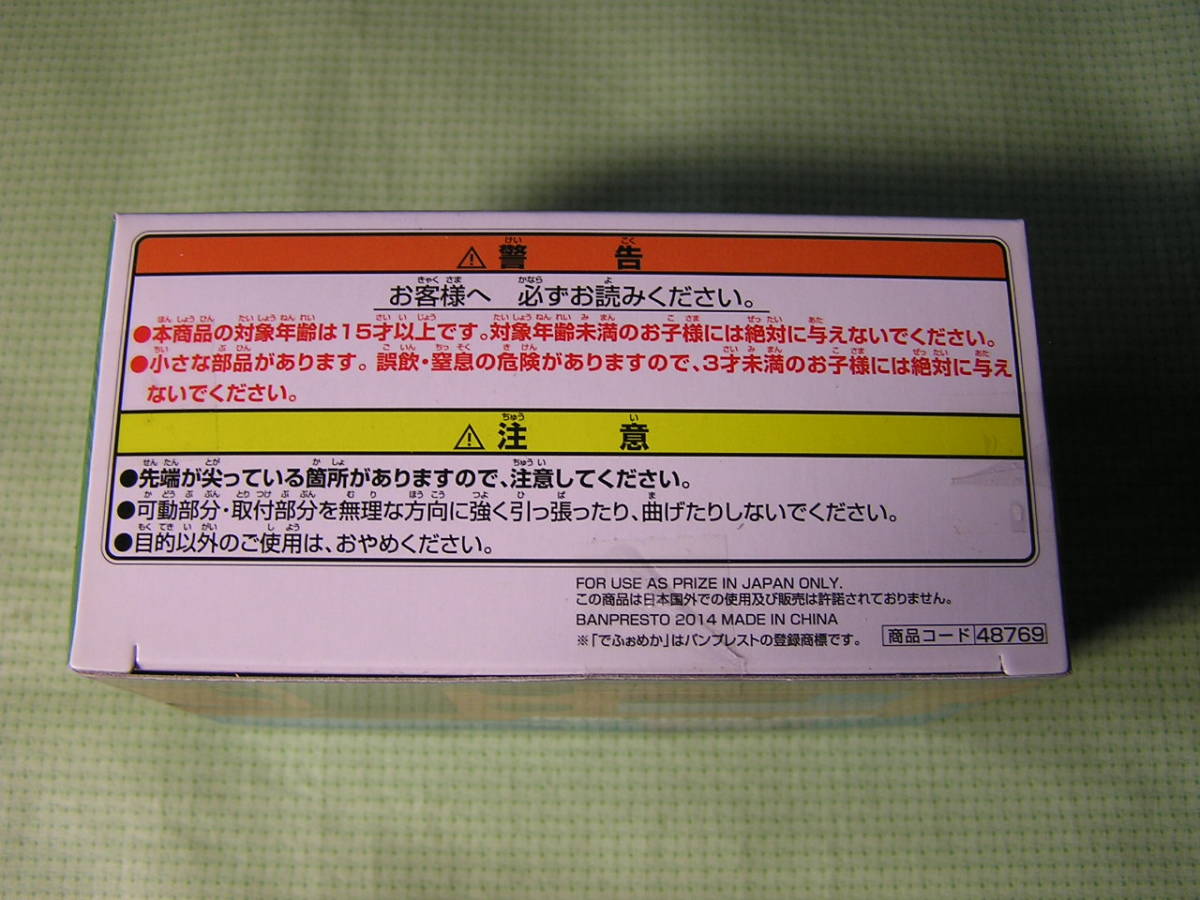 ⚠警告
お客様へ 必ずお読みください。
●本商品の対象年齢は15才以上です。対象年齢未満のお子様には絶対に与えないでください。
●小さな部品があります。誤飲・窒息の危険がありますので、3才未満のお子様には絶対に与え
ないでください。
⚠注意
●先端が尖っている箇所がありますので、注意してください。
●可動部分・取付部分を無理な方向に強く引っ張ったり、曲げたりしないでください。
●目的以外のご使用は、おやめください。
FOR USE AS PRIZE IN JAPAN ONLY.
この商品は日本国外での使用及び販売は許諾されておりません。
BANPRESTO 2014 MADE IN CHINA
※「でふぉめか」はバンプレストの登録商標です。 商品コード 48769